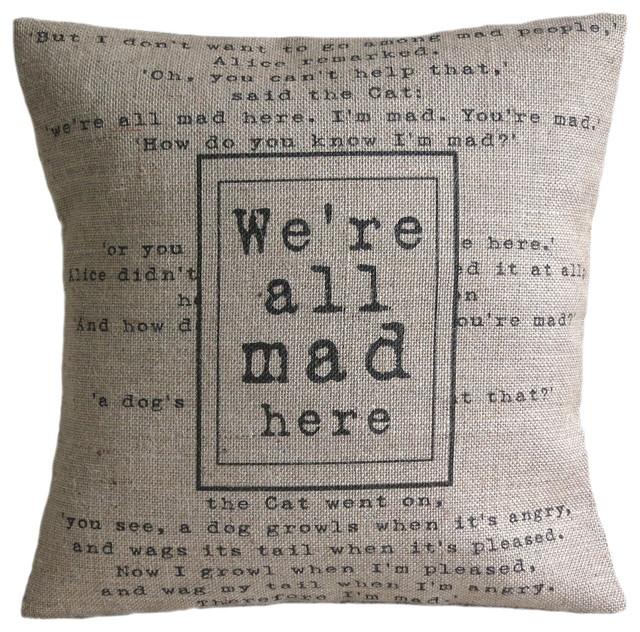 'But I don't want to go among mad people,'
Alice remarked.
'Oh, you can't help that,'
said the Cat:
'we're all mad here. I'm mad. You're mad.'
'How do you know I'm mad?'
We're
all
mad
here
'or you here,'
Alice didn't it at all,
'And how you're mad?'
'a dog's that?'
the Cat went on,
'you see, a dog growls when it's angry,
and wags its tail when it's pleased.
Now I growl when I'm pleased,
and wag my tail when I'm angry.
Therefore I'm mad.'